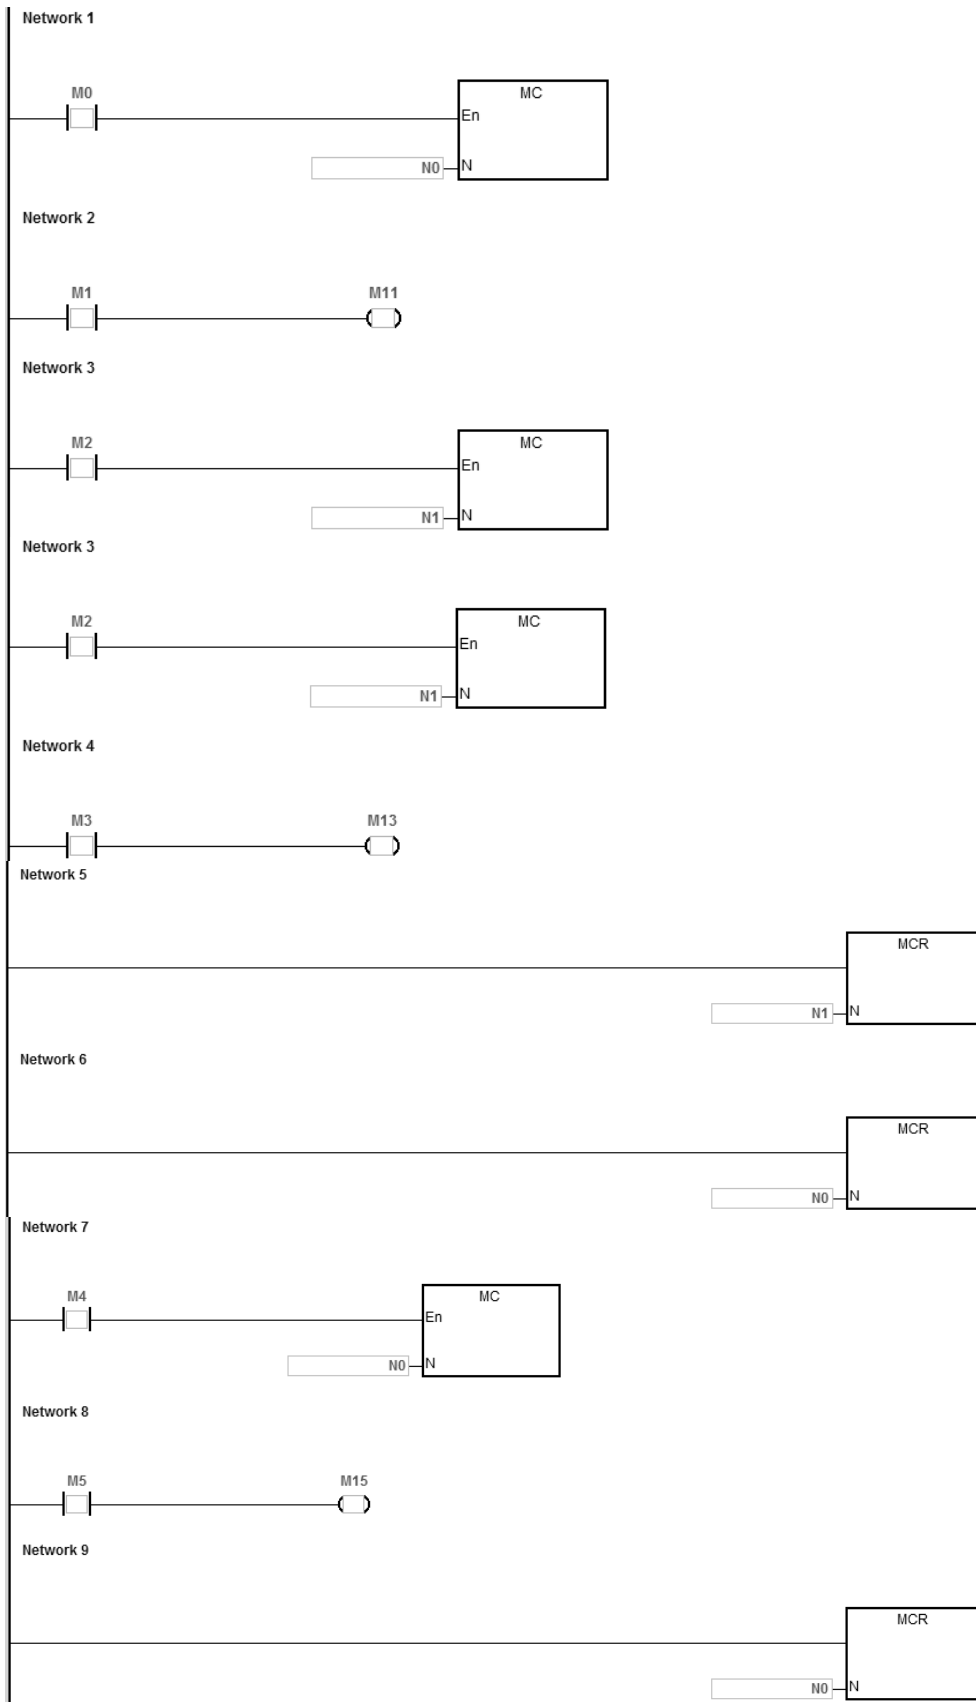 Network 1
M0
MC
En
N0 N
Network 2
M1 M11
Network 3
M2
MC
En
N1 N
Network 3
M2
MC
En
N1 N
Network 4
M3 M13
Network 5
MCR
N1 N
Network 6
MCR
N0 N
Network 7
M4
MC
En
N0 N
Network 8
M5 M15
Network 9
MCR
N0 N